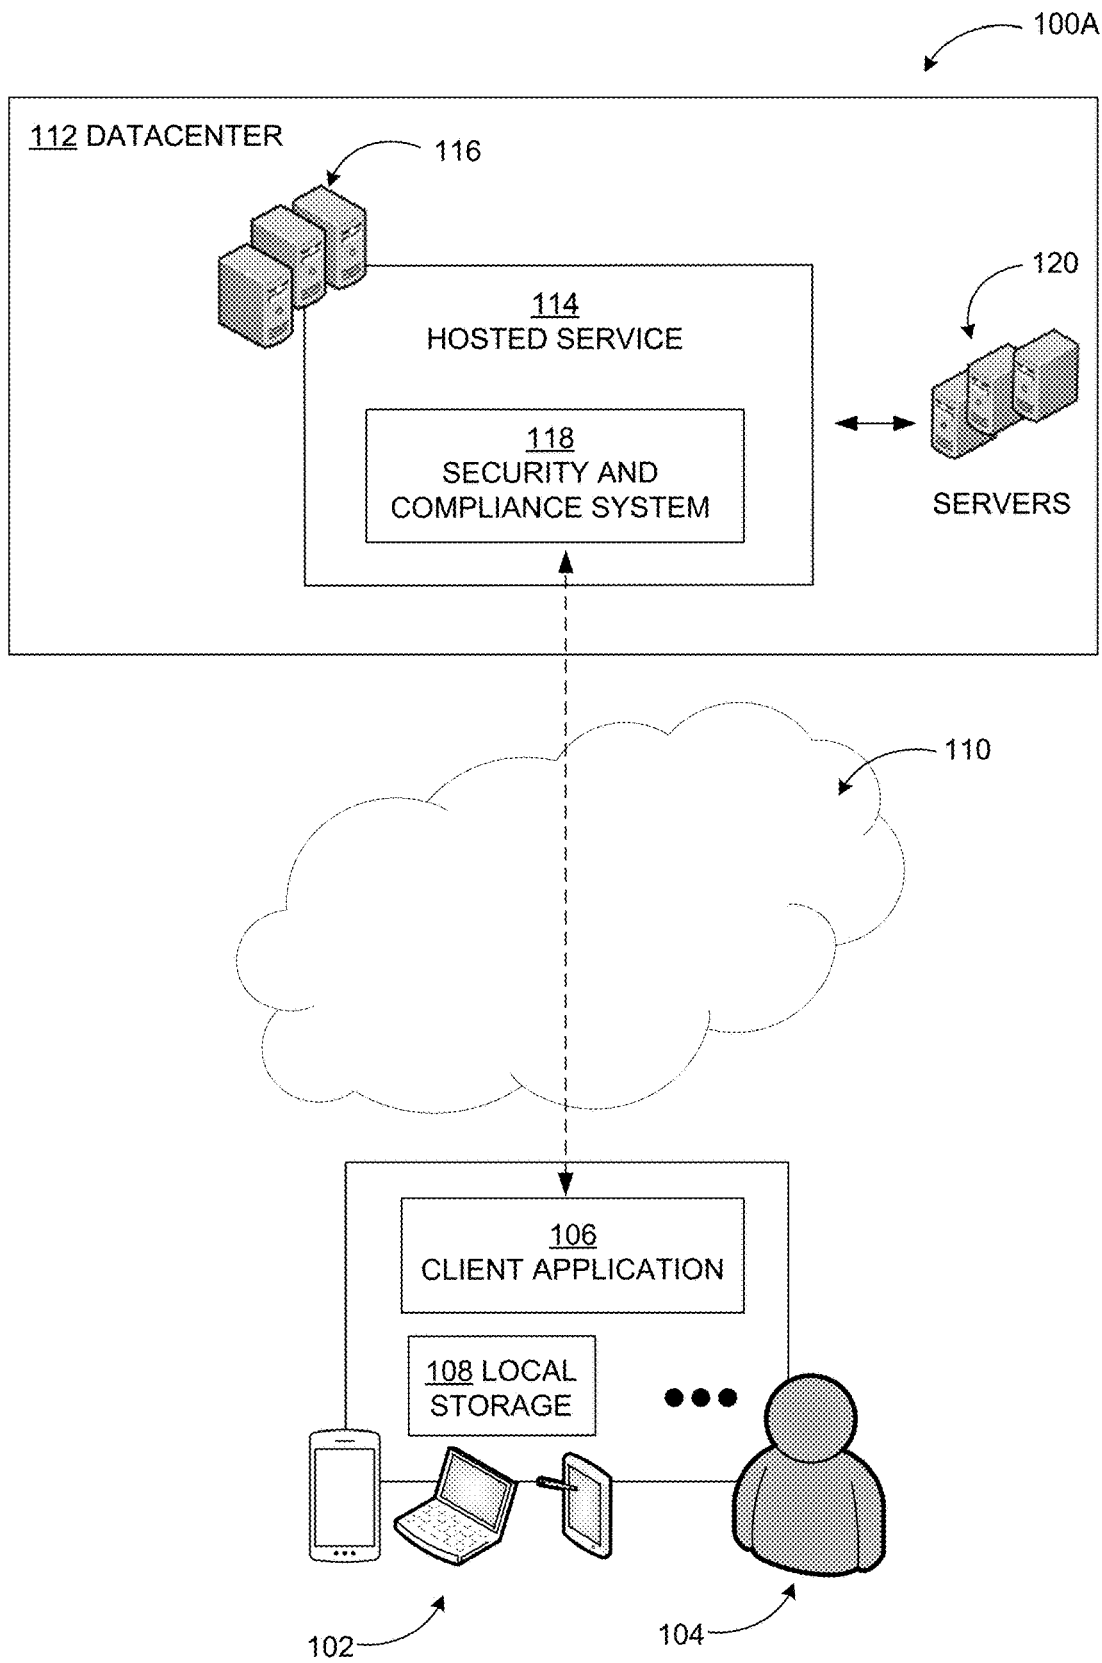 100A
112 DATACENTER
116
114
HOSTED SERVICE
120
118
SECURITY AND
COMPLIANCE SYSTEM
SERVERS
110
106
CLIENT APPLICATION
108 LOCAL
STORAGE
102
104